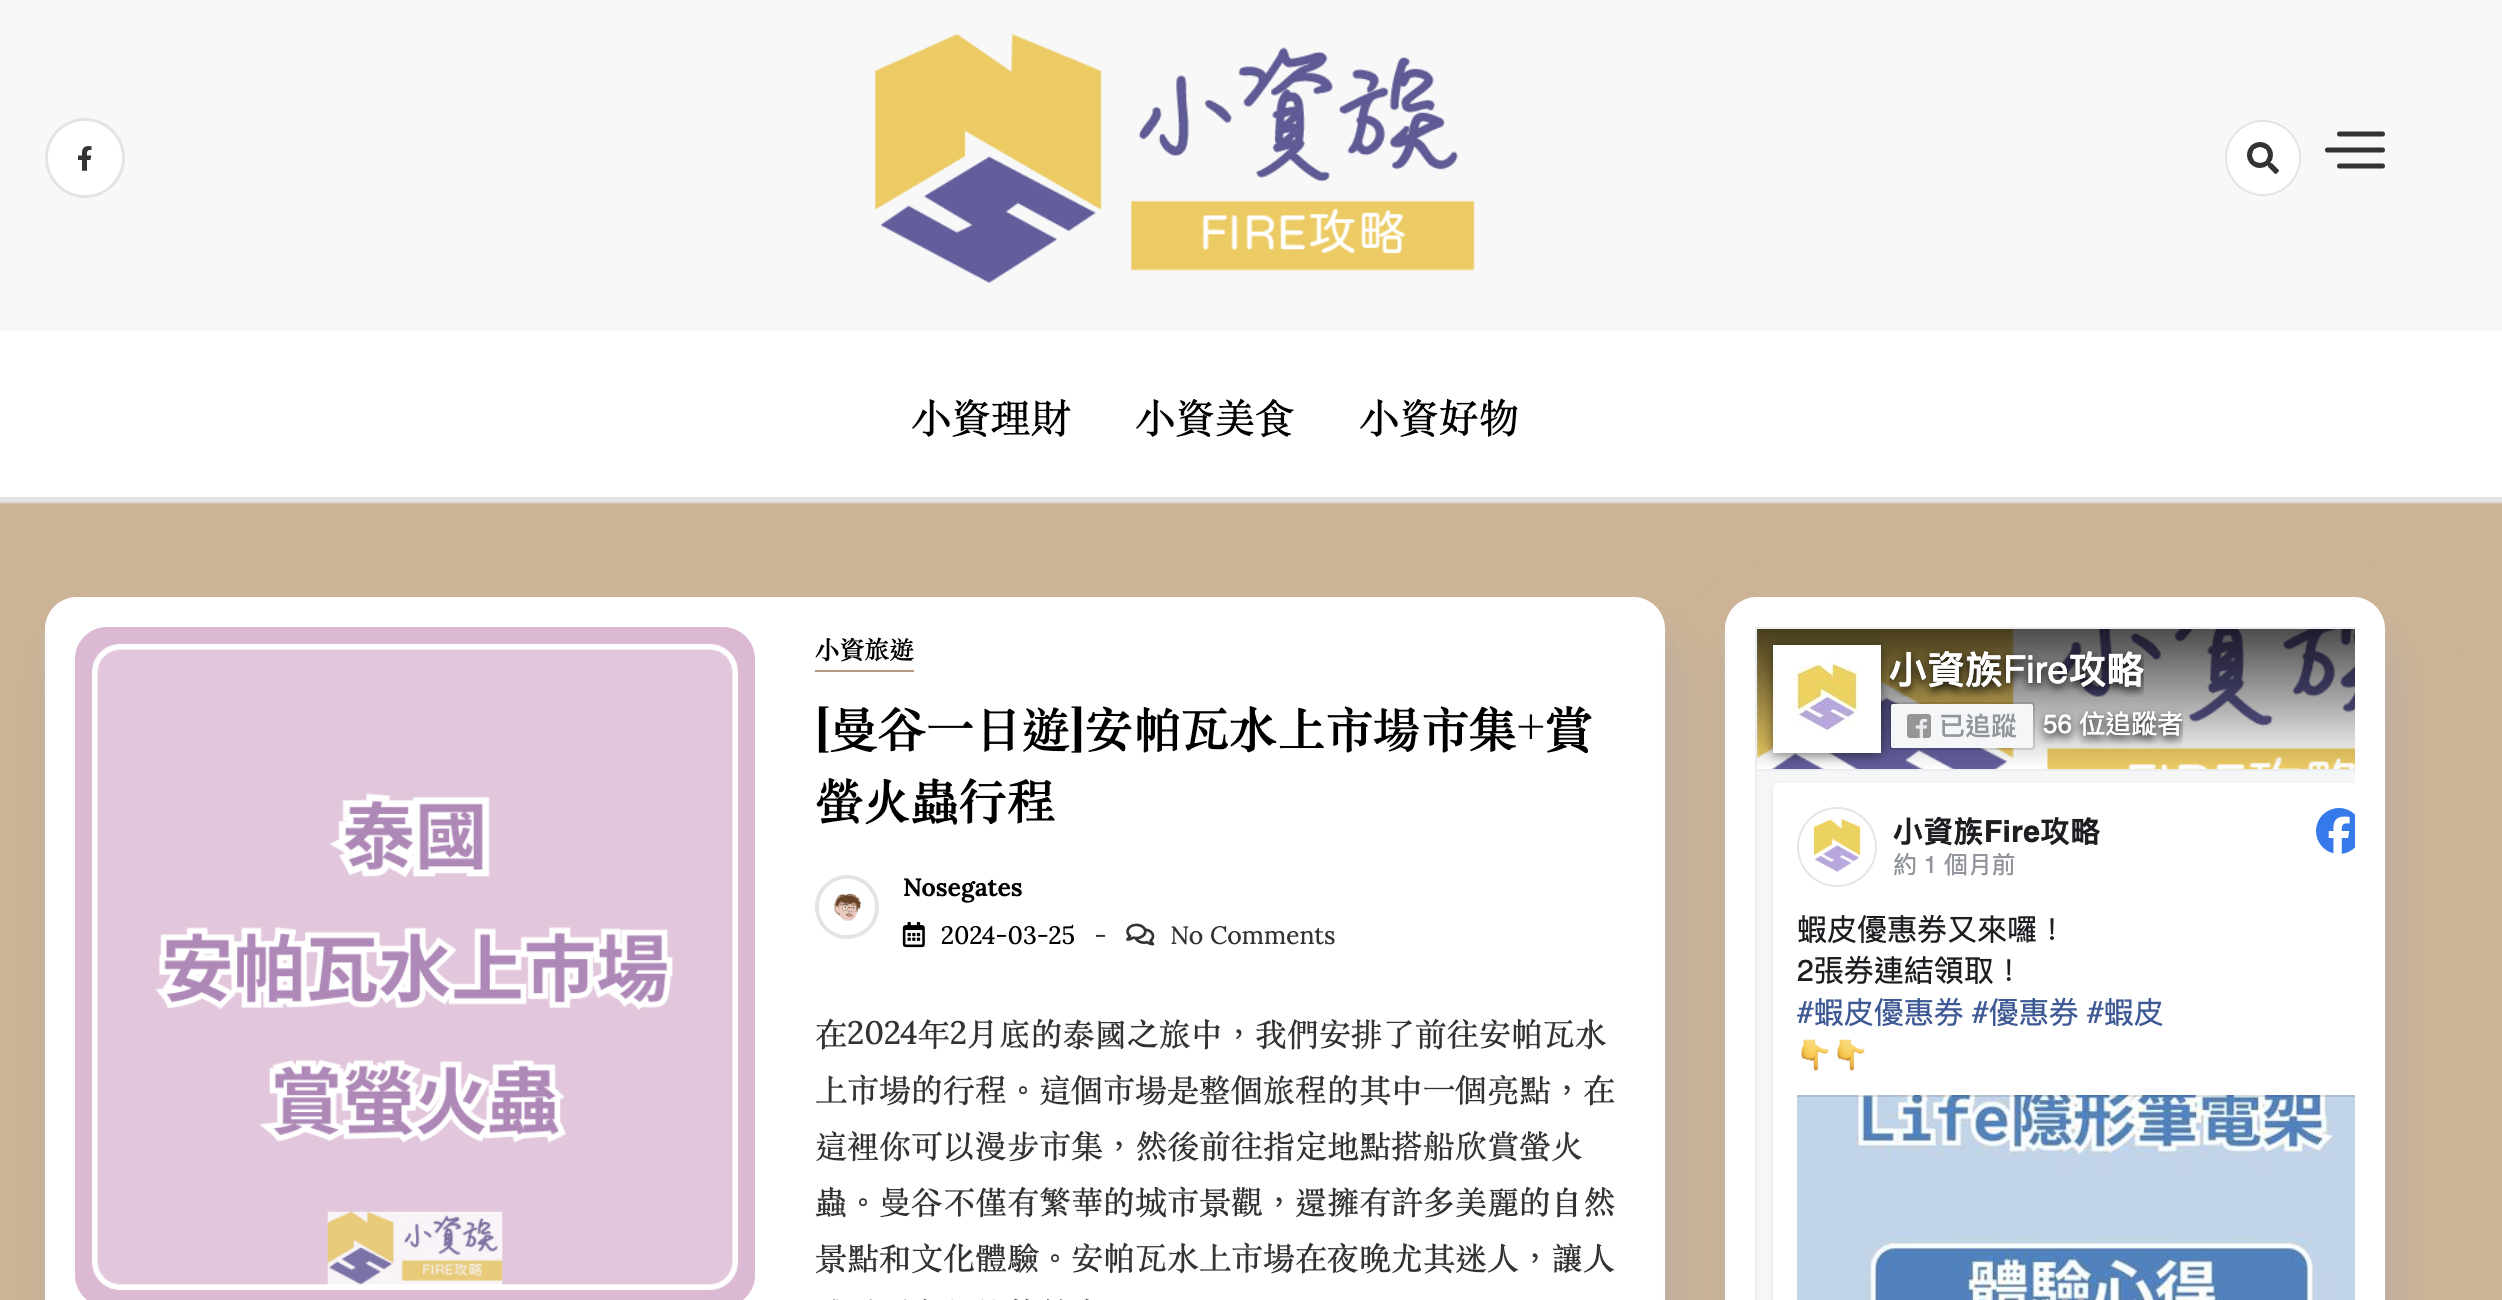 小資族
FIRE攻略
小資理財 小資美食 小資好物
泰國
安帕瓦水上市場
賞螢火蟲
小資族
FIRE攻略
小資旅遊
[曼谷一日遊]安帕瓦水上市場市集+賞
螢火蟲行程
Nosegates
2024-03-25 - No Comments
在2024年2月底的泰國之旅中，我們安排了前往安帕瓦水
上市場的行程。這個市場是整個旅程的其中一個亮點，在
這裡你可以漫步市集，然後前往指定地點搭船欣賞螢火
蟲。曼谷不僅有繁華的城市景觀，還擁有許多美麗的自然
景點和文化體驗。安帕瓦水上市場在夜晚尤其迷人，讓人
小資族Fire攻略
已追蹤 56 位追蹤者
小資族Fire攻略
約 1 個月前
蝦皮優惠券又來囉！
2張券連結領取！
#蝦皮優惠券 #優惠券 #蝦皮
👇👇
Life隱形筆電架
體驗心得